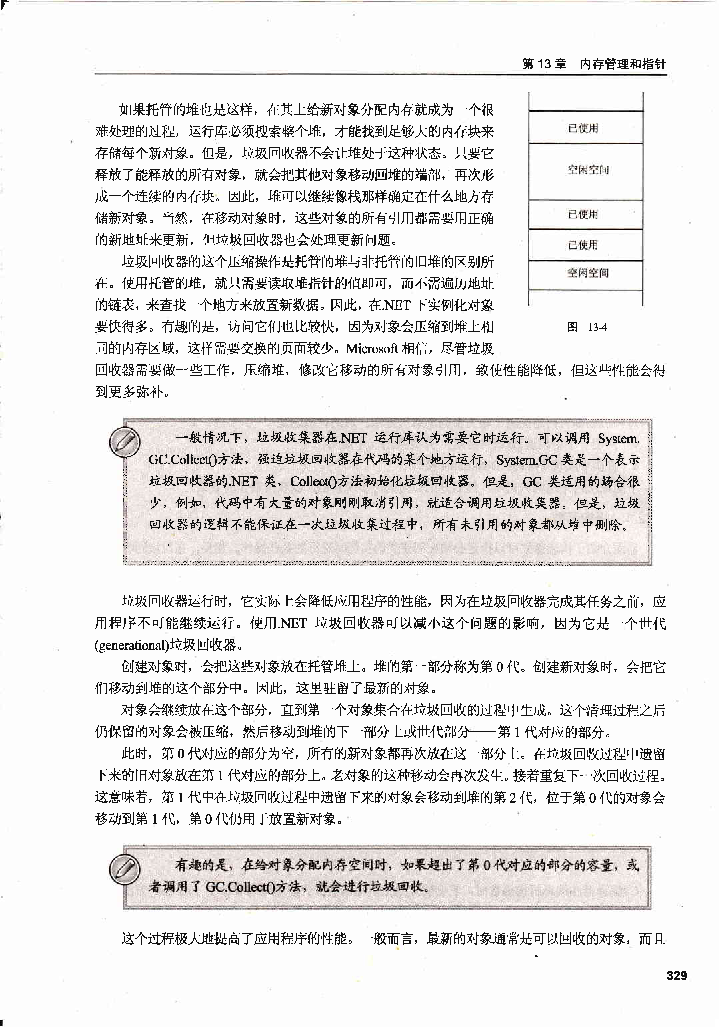 第 13 章 内存管理和指针
如果托管的堆也是这样，在其上给新对象分配内存就成为一个很
难处理的过程，运行库必须搜索整个堆，才能找到足够大的内存块来
存储每个新对象。但是，垃圾回收器不会让堆处于这种状态。只要它
释放了能释放的所有对象，就会把其他对象移动回堆的端部，再次形
成一个连续的内存块。因此，堆可以继续像栈那样确定在什么地方存
储新对象。当然，在移动对象时，这些对象的所有引用都需要用正确
的新地址来更新，但垃圾回收器也会处理更新问题。
垃圾回收器的这个压缩操作是托管的堆与非托管的旧堆的区别所
在。使用托管的堆，就只需要读取堆指针的值即可，而不需遍历地址
的链表，来查找一个地方来放置新数据。因此，在.NET 下实例化对象
要快得多。有趣的是，访问它们也比较快，因为对象会压缩到堆上相
同的内存区域，这样需要交换的页面较少。Microsoft 相信，尽管垃圾
回收器需要做一些工作，压缩堆，修改它移动的所有对象引用，致使性能降低，但这些性能会得
到更多弥补。
已使用
空闲空间
已使用
已使用
空闲空间
图 13-4
一般情况下，垃圾收集器在.NET 运行库认为需要它时运行。可以调用 System.
GC.Collect()方法，强迫垃圾回收器在代码的某个地方运行，System.GC 类是一个表示
垃圾回收器的.NET 类，Collect()方法初始化垃圾回收器。但是，GC 类适用的场合很
少，例如，代码中有大量的对象刚刚取消引用，就适合调用垃圾收集器。但是，垃圾
回收器的逻辑不能保证在一次垃圾收集过程中，所有未引用的对象都从堆中删除。
垃圾回收器运行时，它实际上会降低应用程序的性能，因为在垃圾回收器完成其任务之前，应
用程序不可能继续运行。使用.NET 垃圾回收器可以减小这个问题的影响，因为它是一个世代
(generational)垃圾回收器。
创建对象时，会把这些对象放在托管堆上。堆的第一部分称为第 0 代。创建新对象时，会把它
们移动到堆的这个部分中。因此，这里驻留了最新的对象。
对象会继续放在这个部分，直到第一个对象集合在垃圾回收的过程中生成。这个清理过程之后
仍保留的对象会被压缩，然后移动到堆的下一部分上或世代部分——第 1 代对应的部分。
此时，第 0 代对应的部分为空，所有的新对象都再次放在这一部分上。在垃圾回收过程中遗留
下来的旧对象放在第 1 代对应的部分上。老对象的这种移动会再次发生。接着重复下一次回收过程。
这意味着，第 1 代中在垃圾回收过程中遗留下来的对象会移动到堆的第 2 代，位于第 0 代的对象会
移动到第 1 代，第 0 代仍用于放置新对象。
有趣的是，在给对象分配内存空间时，如果超出了第 0 代对应的部分的容量，或
者调用了 GC.Collect()方法，就会进行垃圾回收。
这个过程极大地提高了应用程序的性能。一般而言，最新的对象通常是可以回收的对象，而且
329